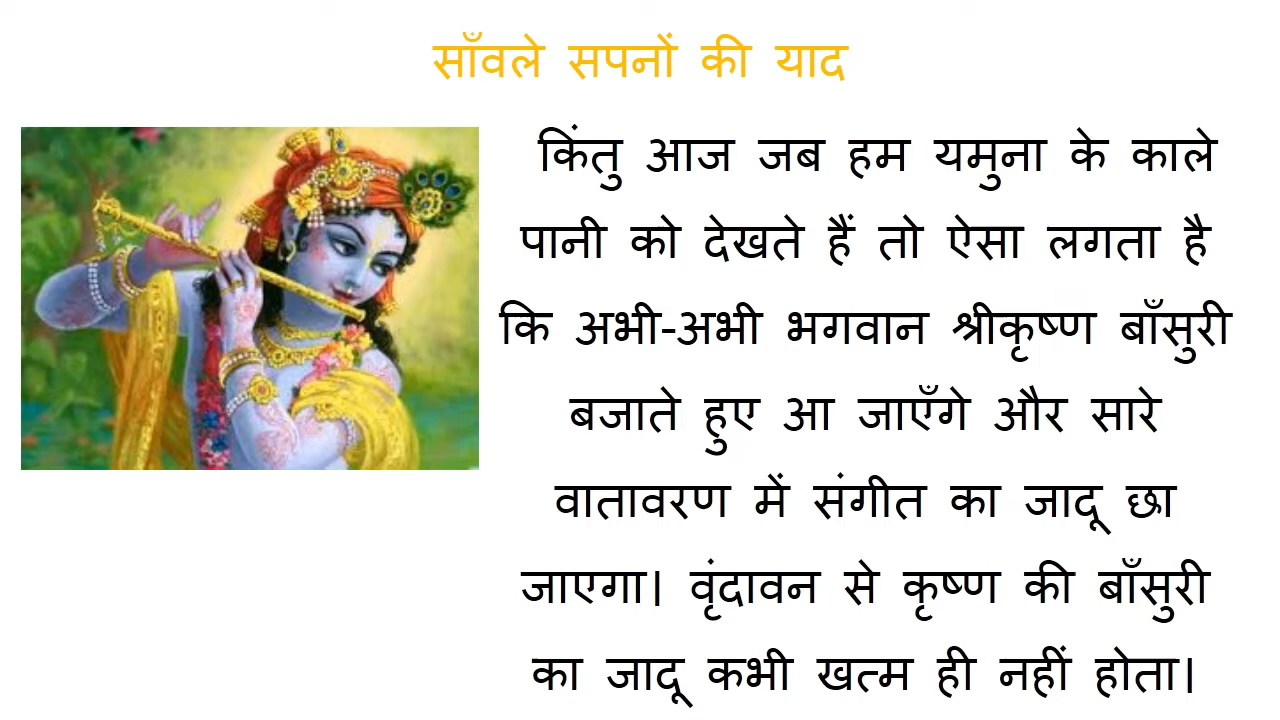 साँवले सपनों की याद
किंतु आज जब हम यमुना के काले
पानी को देखते हैं तो ऐसा लगता है
कि अभी-अभी भगवान श्रीकृष्ण बाँसुरी
बजाते हुए आ जाएँगे और सारे
वातावरण में संगीत का जादू छा
जाएगा। वृंदावन से कृष्ण की बाँसुरी
का जादू कभी खत्म ही नहीं होता।